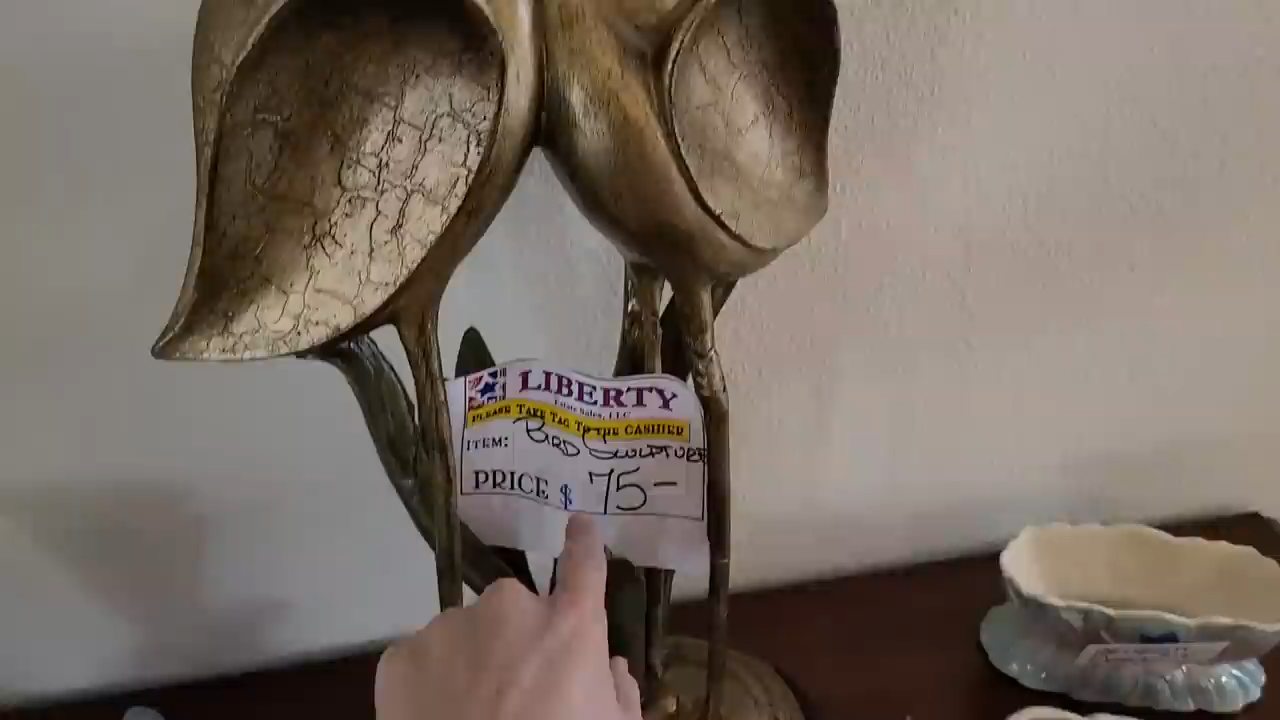 LIBERTY
Estate Sales, LLC
PLEASE TAKE TAG TO THE CASHIER
ITEM: BIRD SCULPTURE
PRICE $ 75-